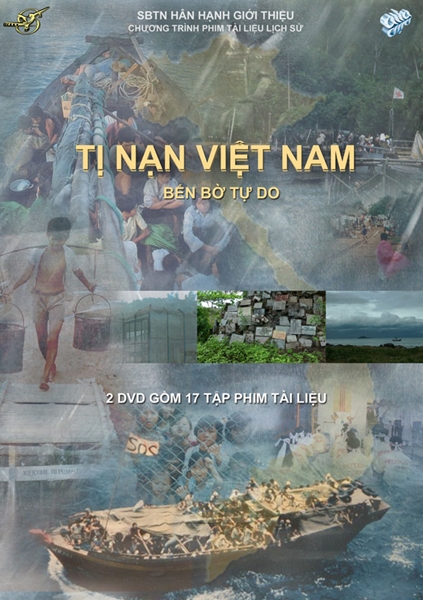 SBTN HÂN HẠNH GIỚI THIỆU
CHƯƠNG TRÌNH PHIM TÀI LIỆU LỊCH SỬ
TỊ NẠN VIỆT NAM
BẾN BỜ TỰ DO
2 DVD GỒM 17 TẬP PHIM TÀI LIỆU
SOS